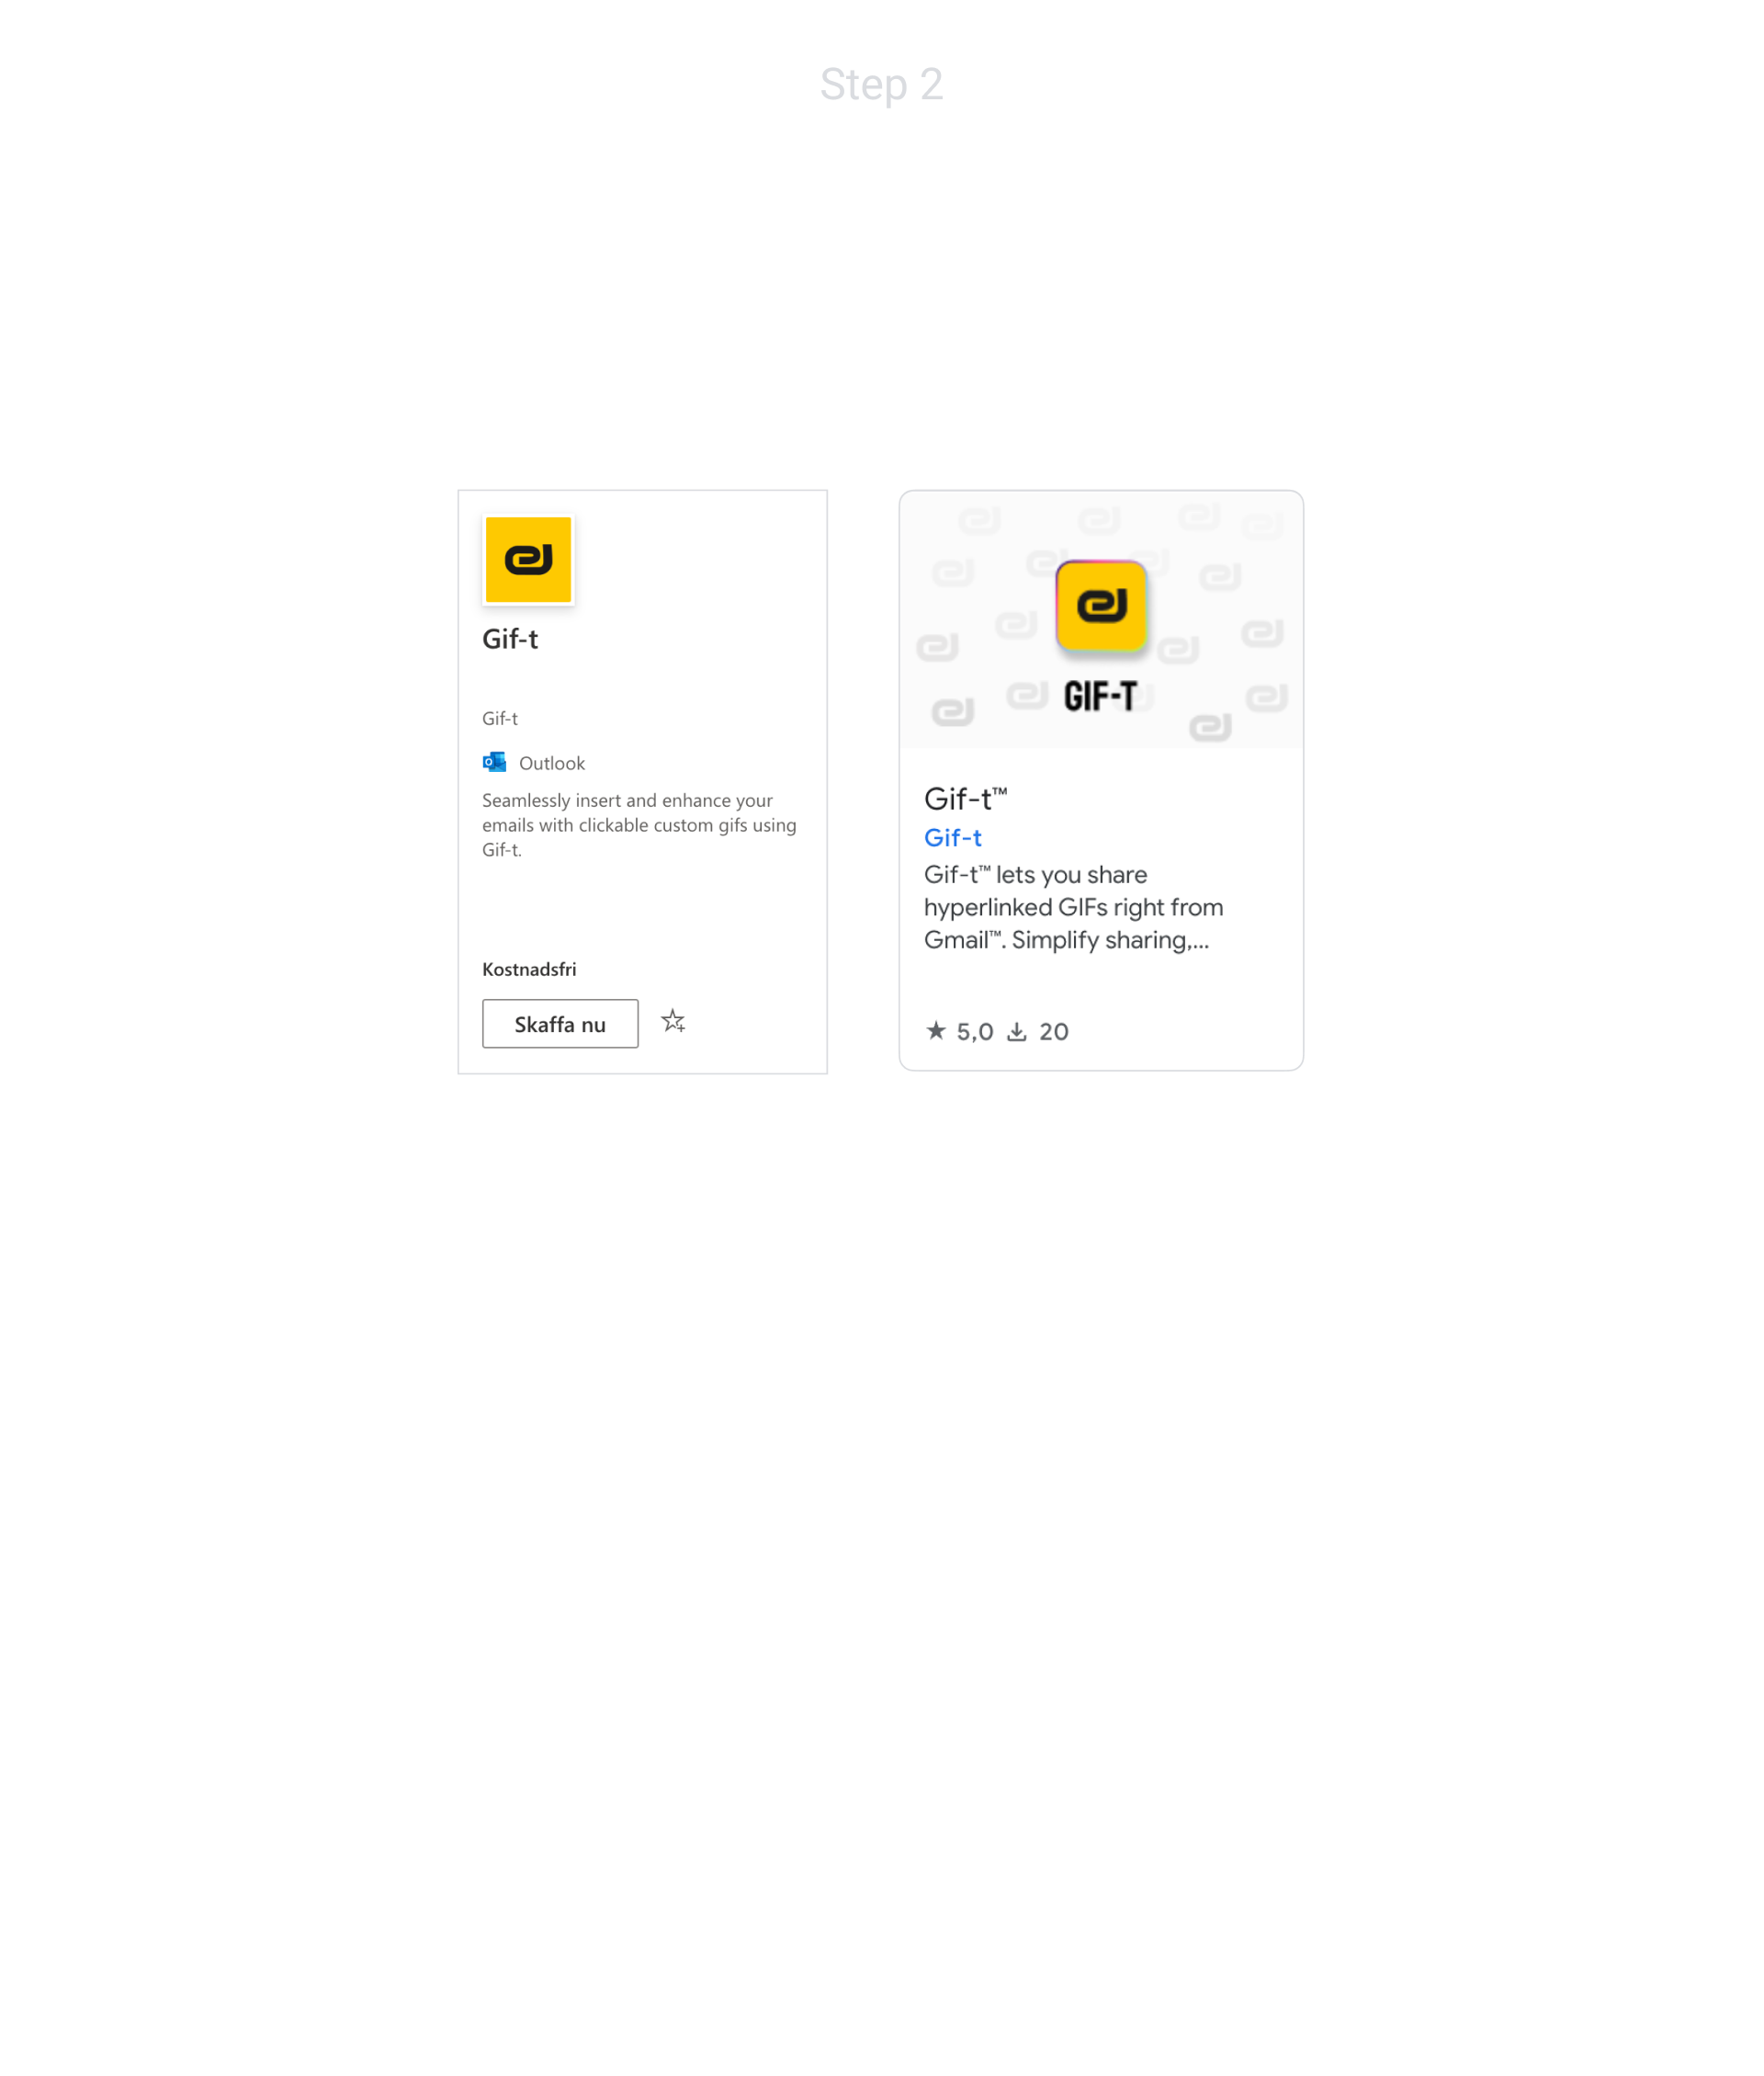 Step 2
Gif-t
Gif-t
Outlook
Seamlessly insert and enhance your
emails with clickable custom gifs using
Gif-t.
Kostnadsfri
Skaffa nu
GIF-T
Gif-t™
Gif-t
Gif-t™ lets you share
hyperlinked GIFs right from
Gmail™. Simplify sharing,...
5,0 20